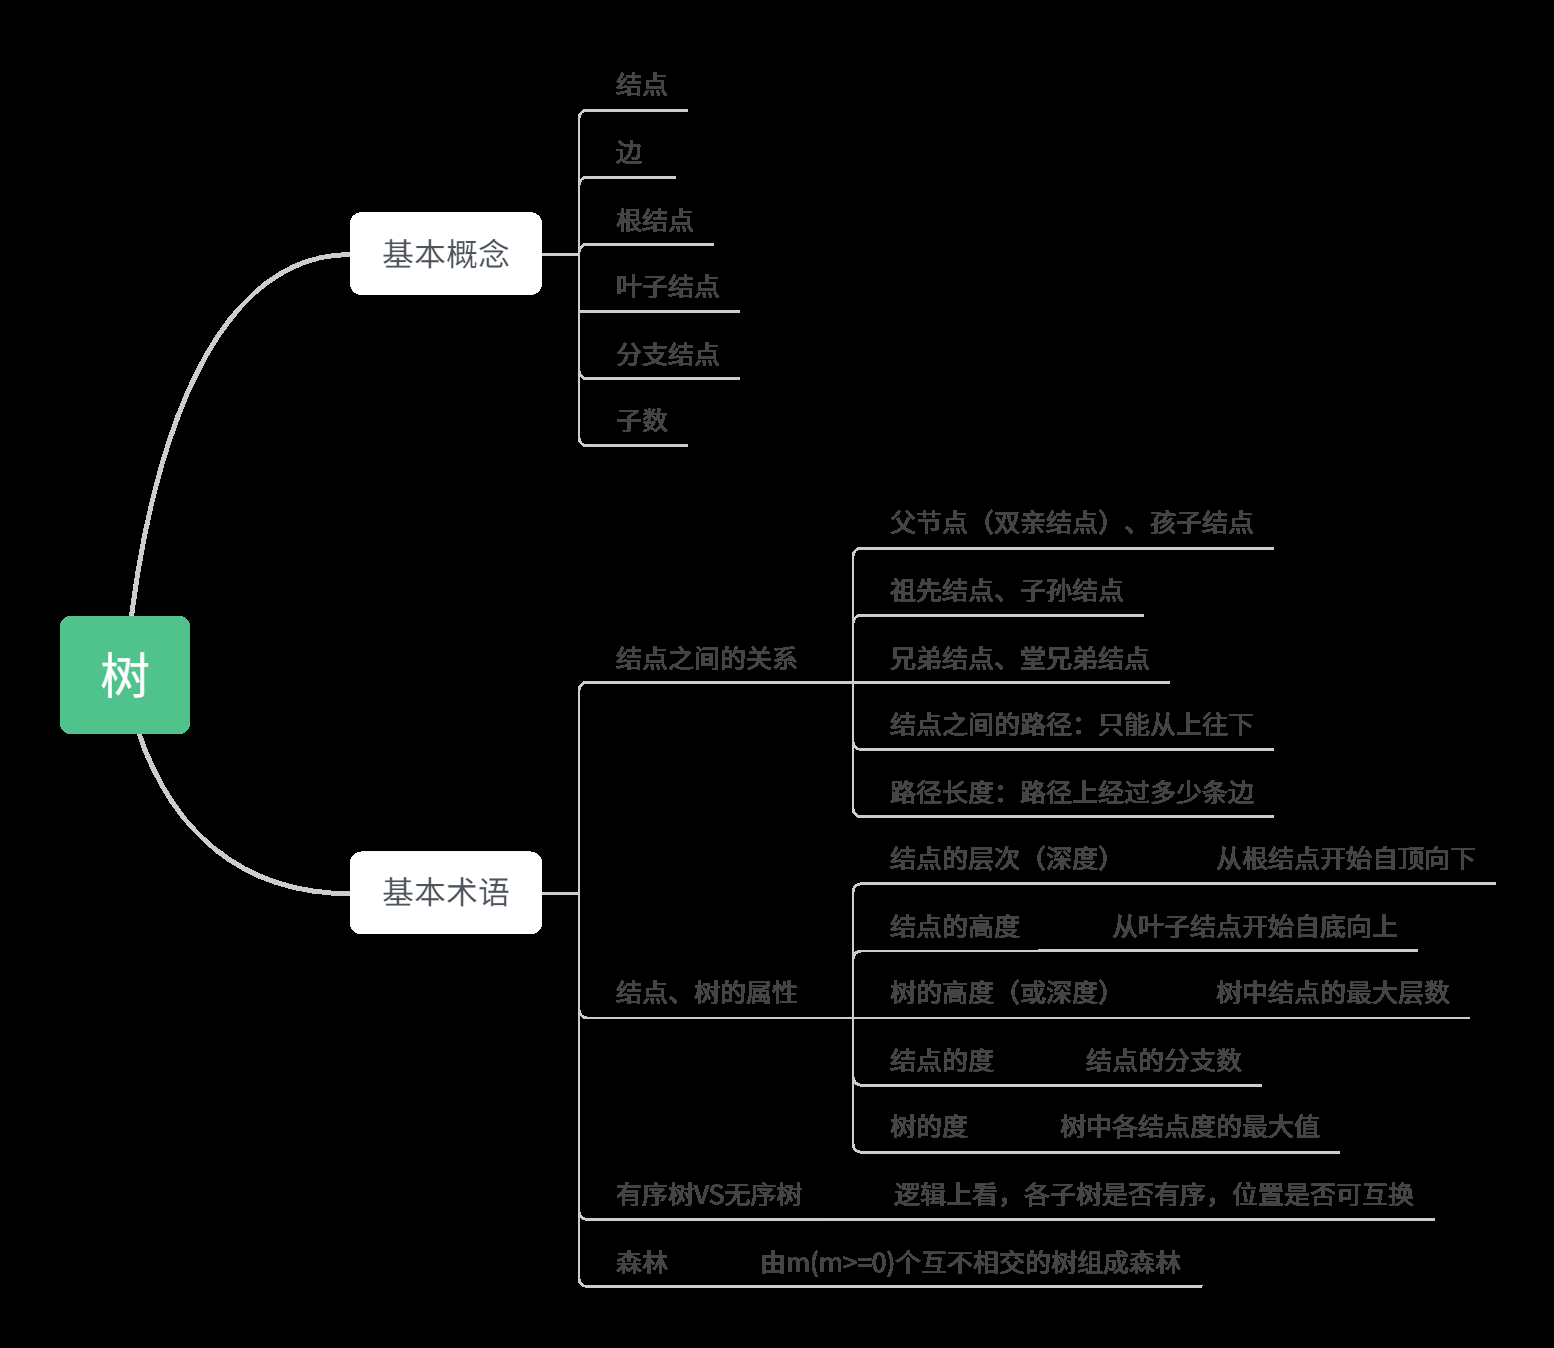 树
基本概念
结点
边
根结点
叶子结点
分支结点
子数
基本术语
结点之间的关系
父节点（双亲结点）、孩子结点
祖先结点、子孙结点
兄弟结点、堂兄弟结点
结点之间的路径：只能从上往下
路径长度：路径上经过多少条边
结点、树的属性
结点的层次（深度） 从根结点开始自顶向下
结点的高度 从叶子结点开始自底向上
树的高度（或深度） 树中结点的最大层数
结点的度 结点的分支数
树的度 树中各结点度的最大值
有序树VS无序树 逻辑上看，各子树是否有序，位置是否可互换
森林 由m(m>=0)个互不相交的树组成森林